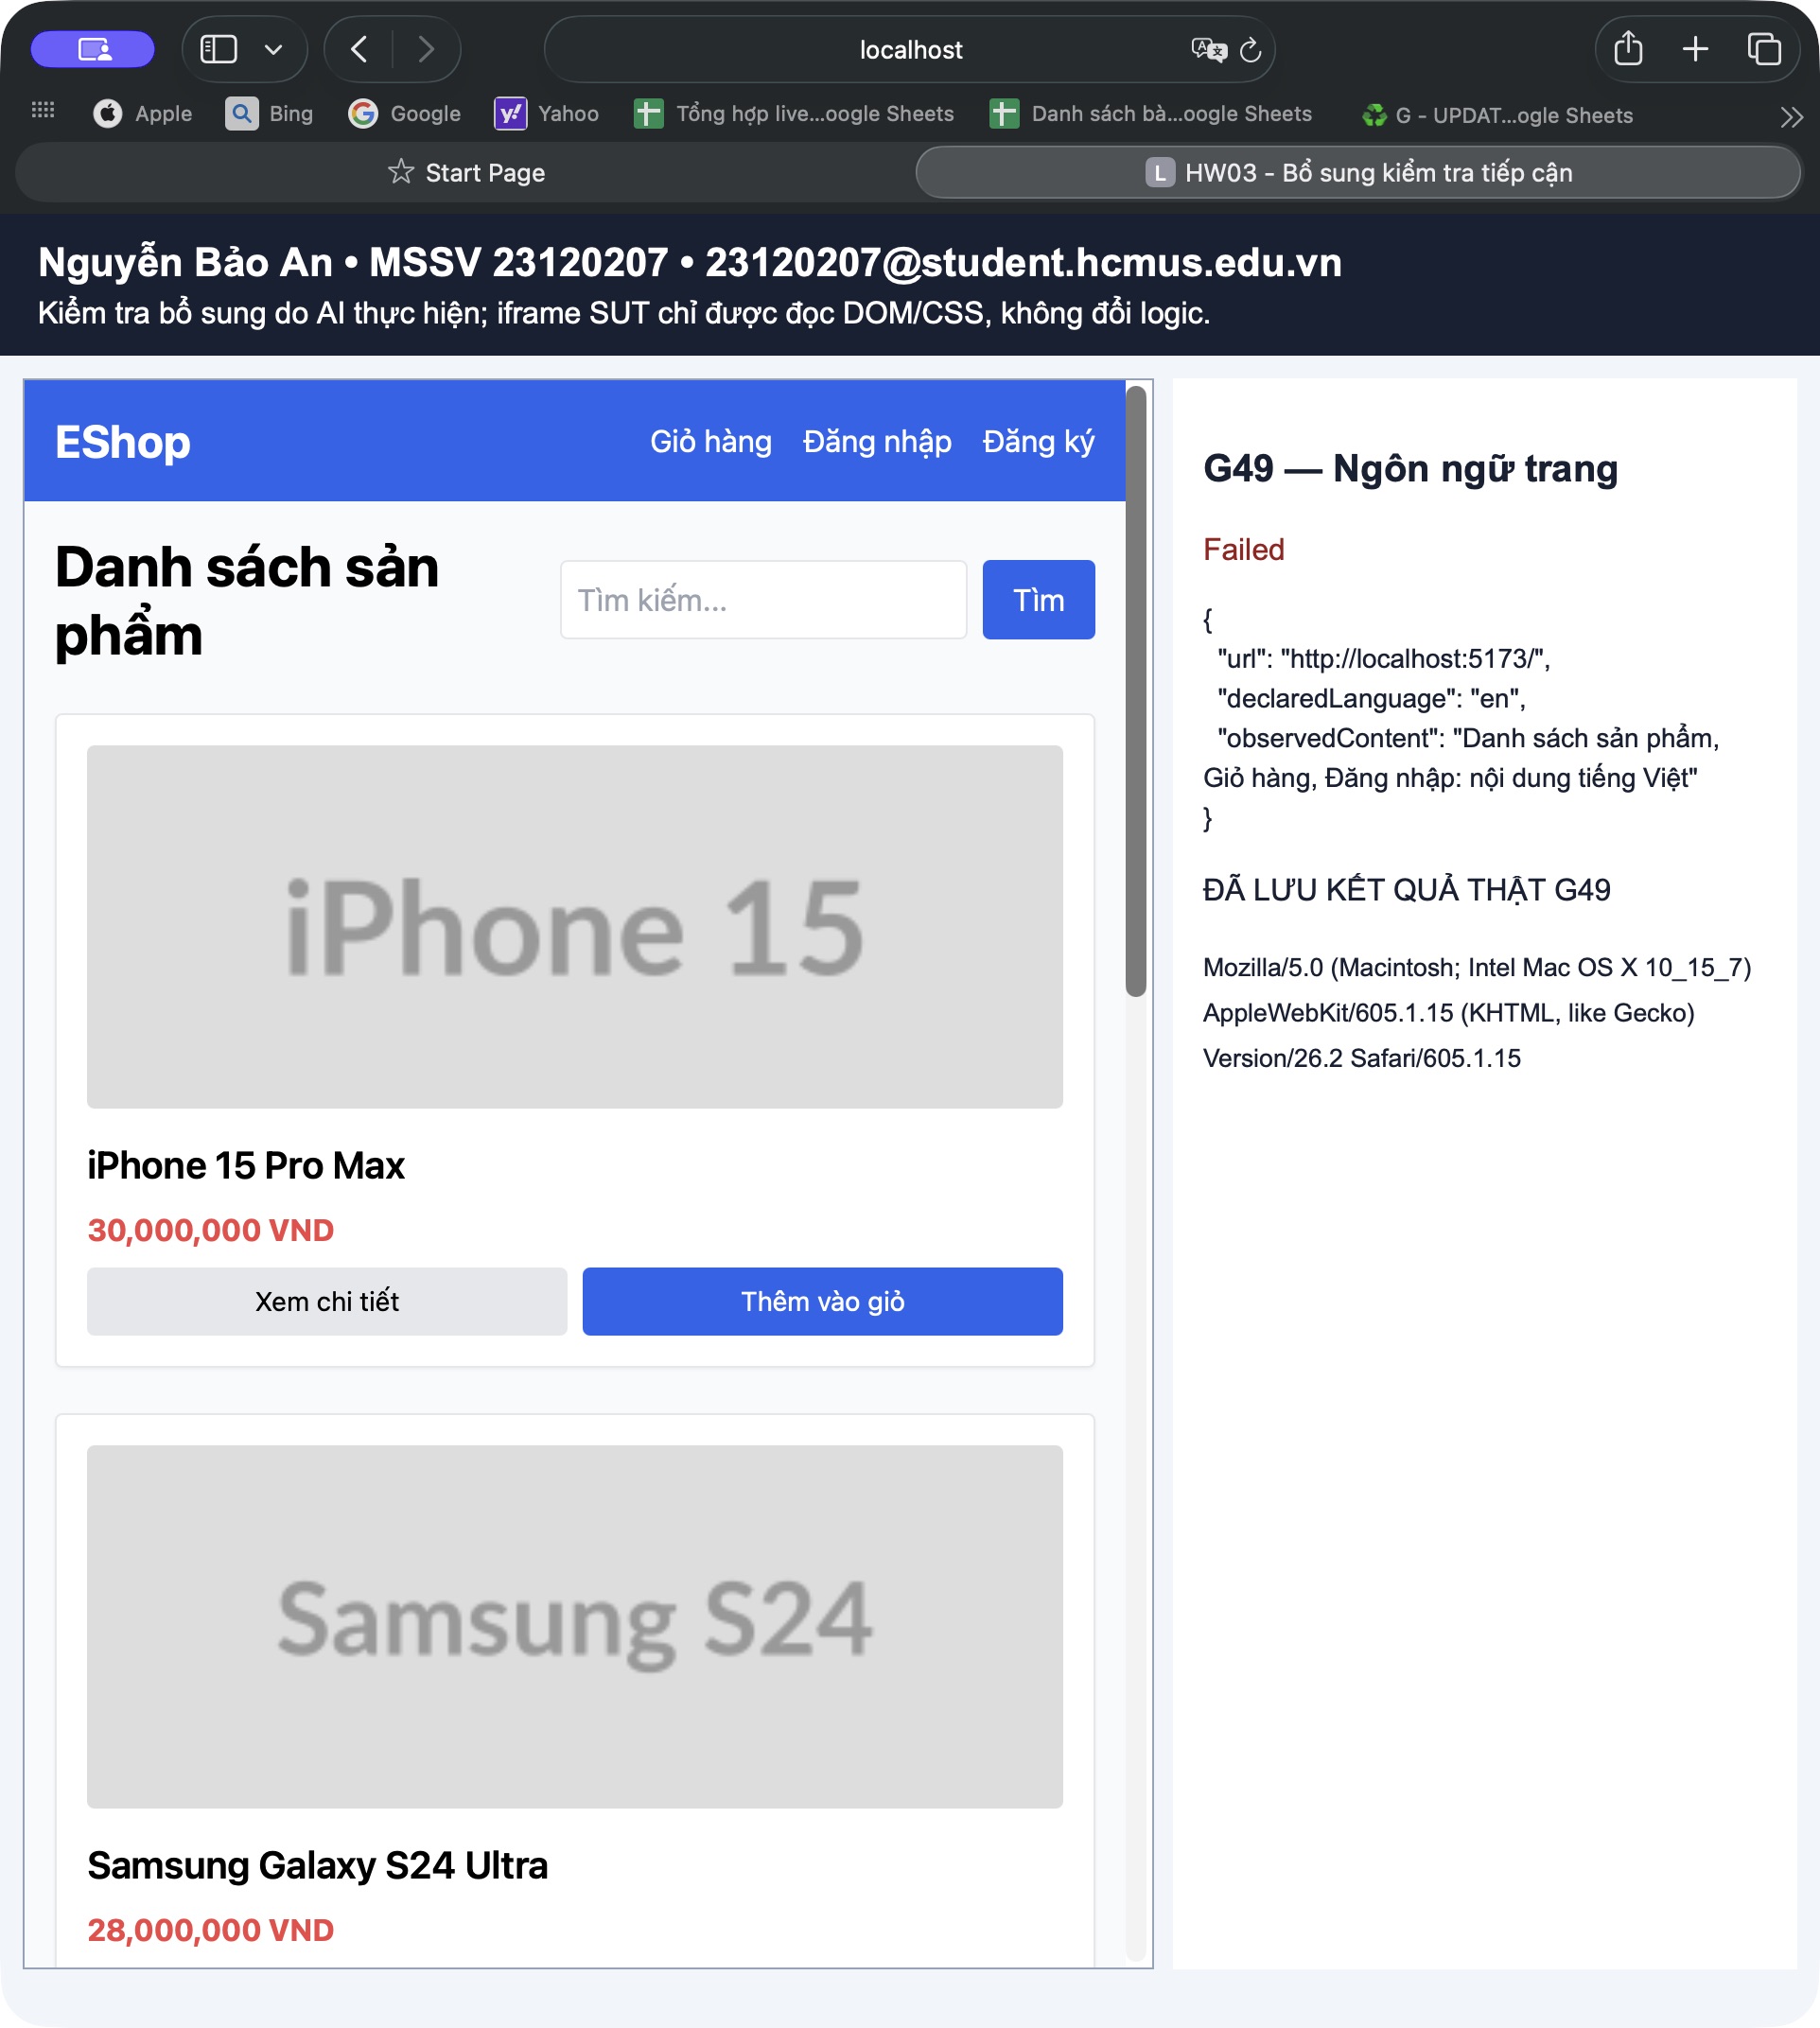 localhost
Apple
Bing
Google
Yahoo
Tổng hợp live...oogle Sheets
Danh sách bà...oogle Sheets
G - UPDAT...ogle Sheets
Start Page
L HW03 - Bổ sung kiểm tra tiếp cận
Nguyễn Bảo An • MSSV 23120207 • 23120207@student.hcmus.edu.vn
Kiểm tra bổ sung do AI thực hiện; iframe SUT chỉ được đọc DOM/CSS, không đổi logic.
EShop
Giỏ hàng
Đăng nhập
Đăng ký
Danh sách sản
phẩm
Tìm kiếm...
Tìm
iPhone 15
iPhone 15 Pro Max
30,000,000 VND
Xem chi tiết
Thêm vào giỏ
Samsung S24
Samsung Galaxy S24 Ultra
28,000,000 VND
G49 — Ngôn ngữ trang
Failed
{
"url": "http://localhost:5173/",
"declaredLanguage": "en",
"observedContent": "Danh sách sản phẩm,
Giỏ hàng, Đăng nhập: nội dung tiếng Việt"
}
ĐÃ LƯU KẾT QUẢ THẬT G49
Mozilla/5.0 (Macintosh; Intel Mac OS X 10_15_7)
AppleWebKit/605.1.15 (KHTML, like Gecko)
Version/26.2 Safari/605.1.15